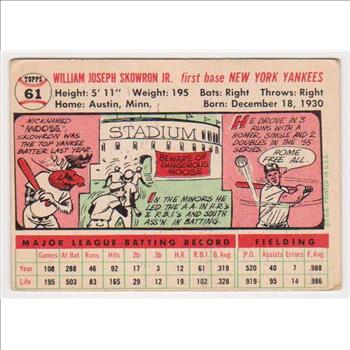 TOPPS
61
WILLIAM JOSEPH SKOWRON JR. first base NEW YORK YANKEES
Height: 5' 11" Weight: 195 Bats: Right Throws: Right
Home: Austin, Minn. Born: December 18, 1930
NICKNAMED
"MOOSE"
SKOWRON WAS
THE TOP YANKEE
BATTER LAST YEAR.
STADIUM
BEWARE OF
DANGEROUS
MOOSE
IN THE MINORS HE
LED THE A.A. IN H R'S
& R.B.I.'S AND SOUTH
ASS'N IN BATTING.
HE DROVE IN 3
RUNS WITH A
HOMER, SINGLE AND 2
DOUBLES IN THE '55
SERIES.
HOME
FREE ALL.
MAJOR LEAGUE BATTING RECORD FIELDING
Games At Bat Runs Hits 2b 3b H.R. R.B.I. B.Avg. P.O. Assists Errors F.Avg.
YEAR 108 288 46 92 17 3 12 61 .319 520 40 7 .988
LIFE 195 503 83 165 29 12 19 102 .328 915 67 14 .986